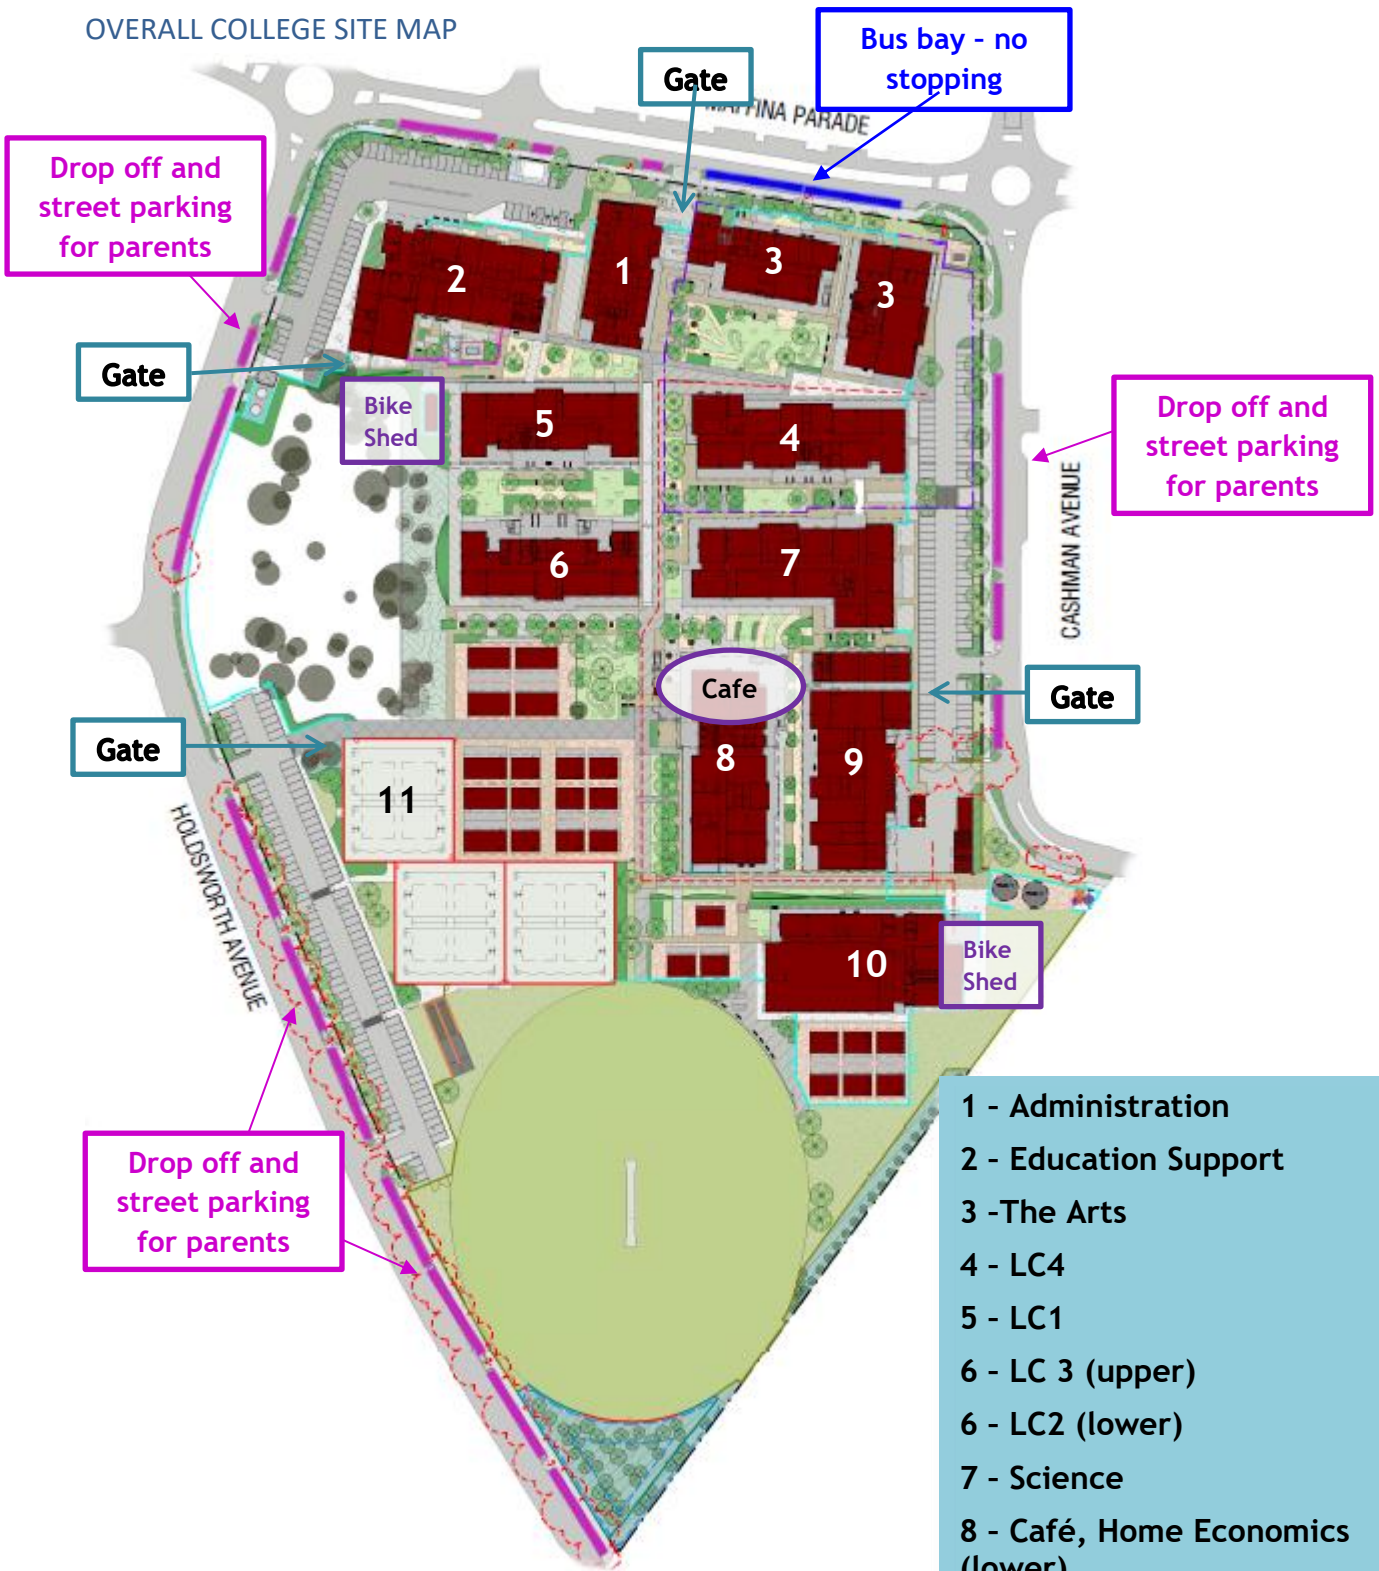 OVERALL COLLEGE SITE MAP
Bus bay – no
stopping
Gate
PARADE
Drop off and
street parking
for parents
2
1
3
3
Gate
Bike
Shed
5
4
Drop off and
street parking
for parents
CASHMAN AVENUE
6
7
Cafe
Gate
Gate
8
9
11
HOLDSWORTH AVENUE
10
Bike
Shed
Drop off and
street parking
for parents
1 – Administration
2 – Education Support
3 –The Arts
4 – LC4
5 – LC1
6 – LC 3 (upper)
6 – LC2 (lower)
7 – Science
8 – Café, Home Economics
(lower)